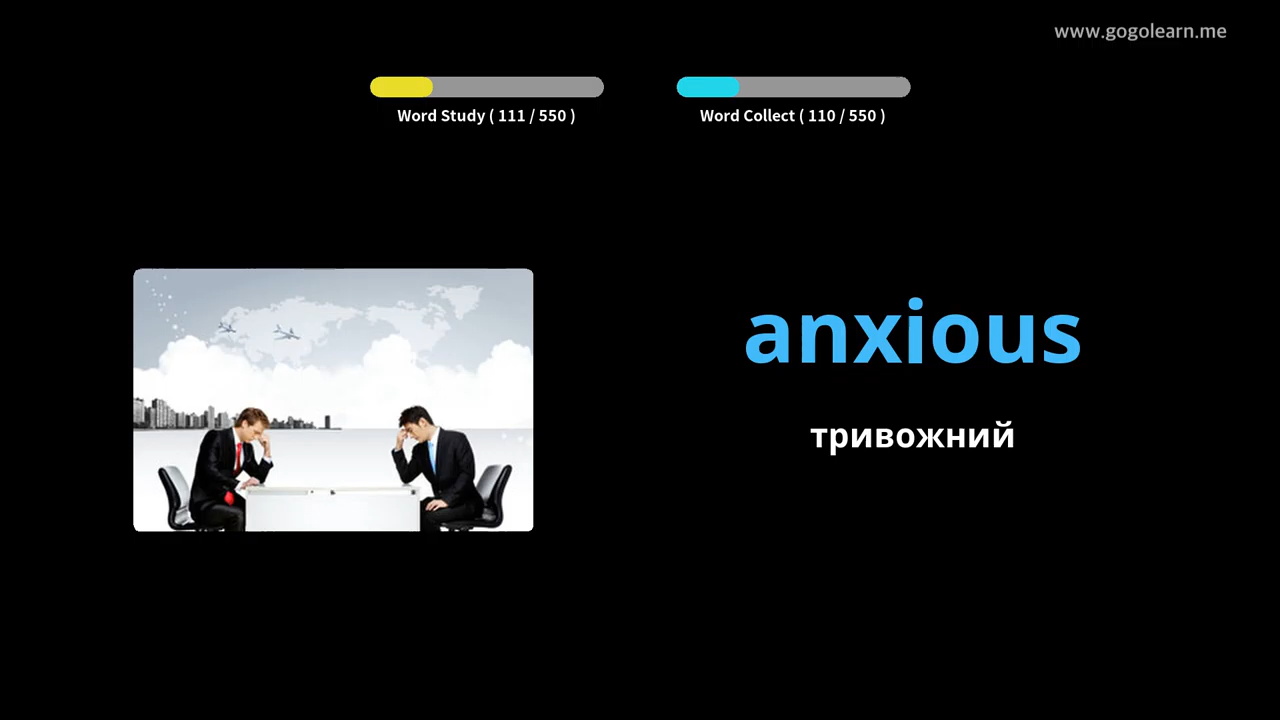 www.gogolearn.me
Word Study ( 111 / 550 )
Word Collect ( 110 / 550 )
anxious
тривожний